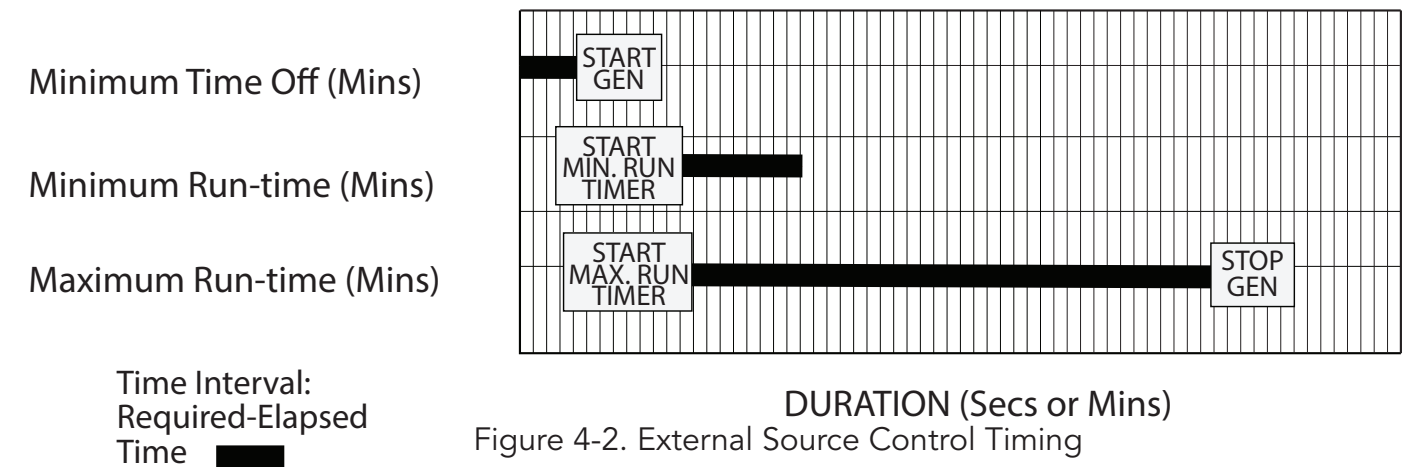 Minimum Time Off (Mins)
START
GEN
Minimum Run-time (Mins)
START
MIN. RUN
TIMER
Maximum Run-time (Mins)
START
MAX. RUN
TIMER
STOP
GEN
Time Interval:
Required-Elapsed
Time
DURATION (Secs or Mins)
Figure 4-2. External Source Control Timing